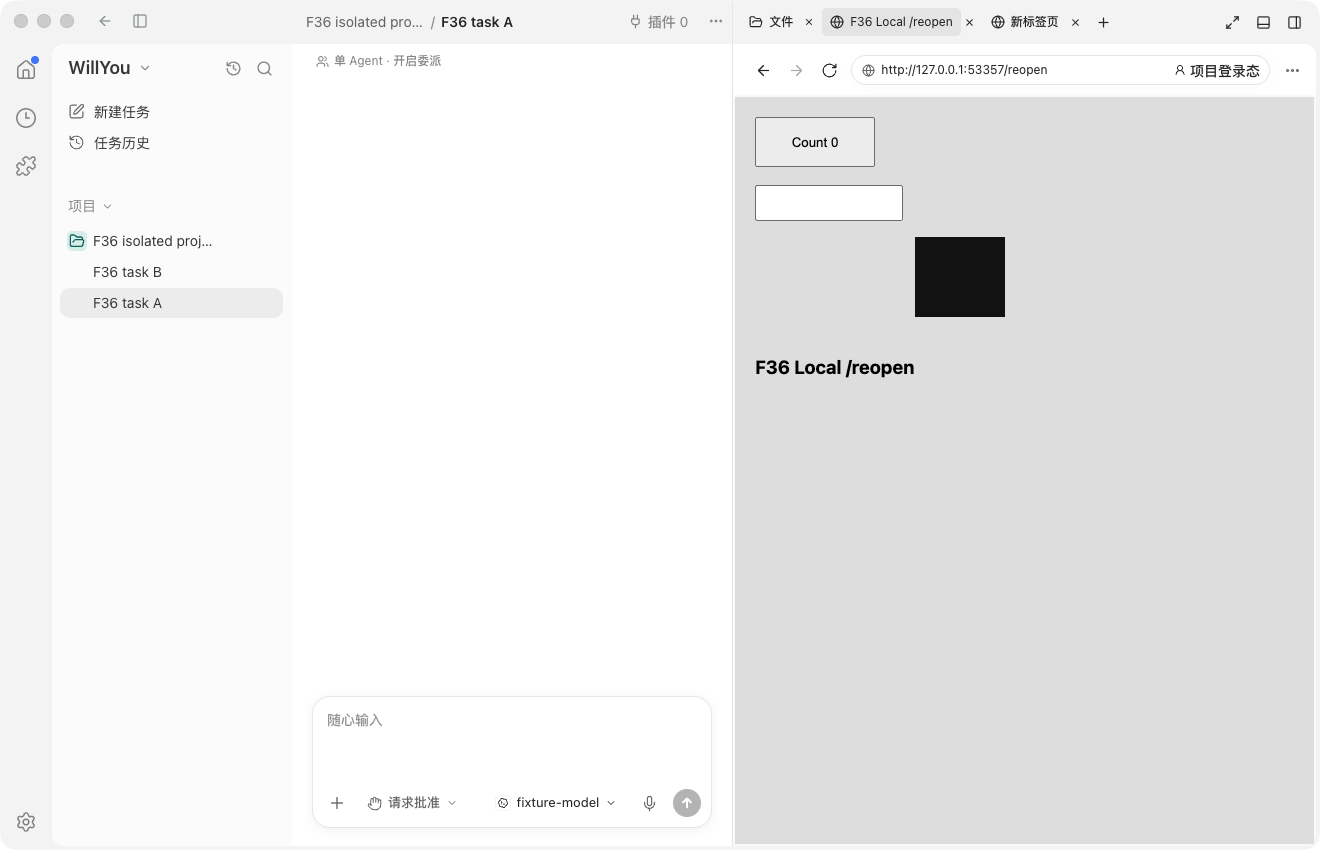 F36 isolated pro... / F36 task A
插件 0
文件
F36 Local /reopen
新标签页
WillYou
单 Agent · 开启委派
http://127.0.0.1:53357/reopen
项目登录态
新建任务
任务历史
项目
F36 isolated proj...
F36 task B
F36 task A
Count 0
F36 Local /reopen
随心输入
请求批准
fixture-model